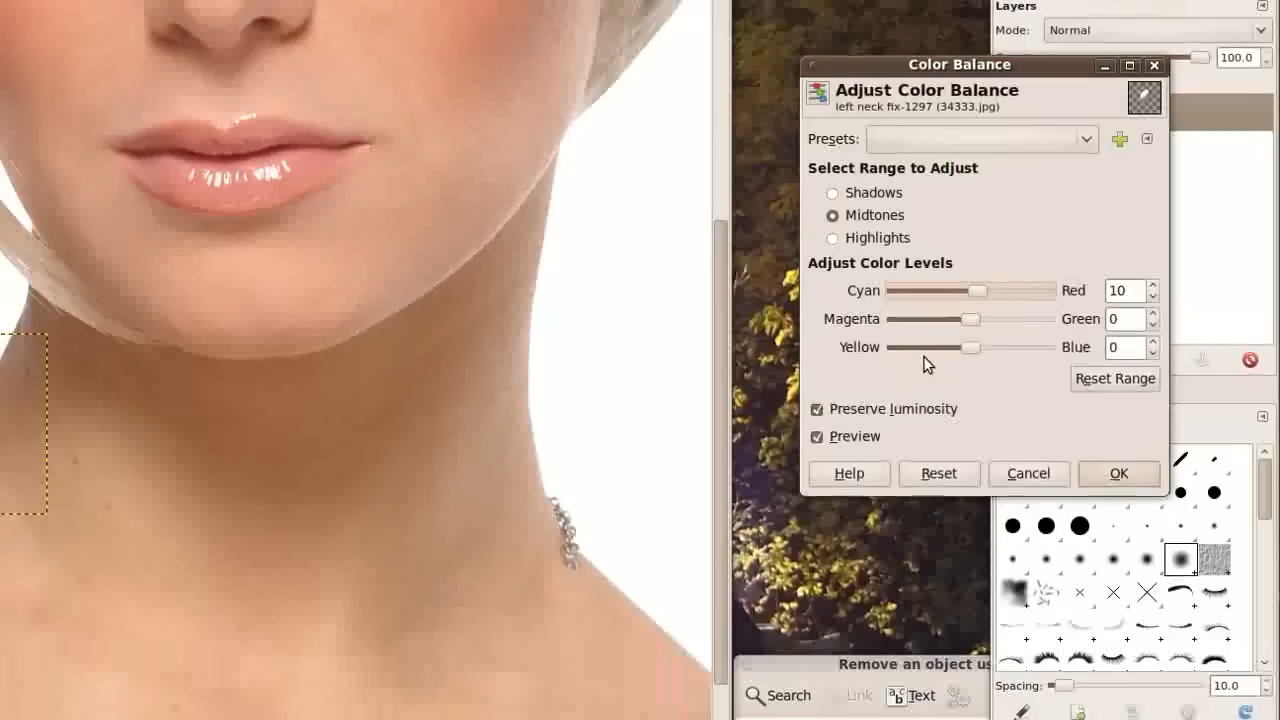 Layers
Mode: Normal
100.0
Color Balance
Adjust Color Balance
left neck fix-1297 (34333.jpg)
Presets:
Select Range to Adjust
Shadows
Midtones
Highlights
Adjust Color Levels
Cyan Red 10
Magenta Green 0
Yellow Blue 0
Reset Range
Preserve luminosity
Preview
Help Reset Cancel OK
Remove an object us
Search Link Text
Spacing: 10.0